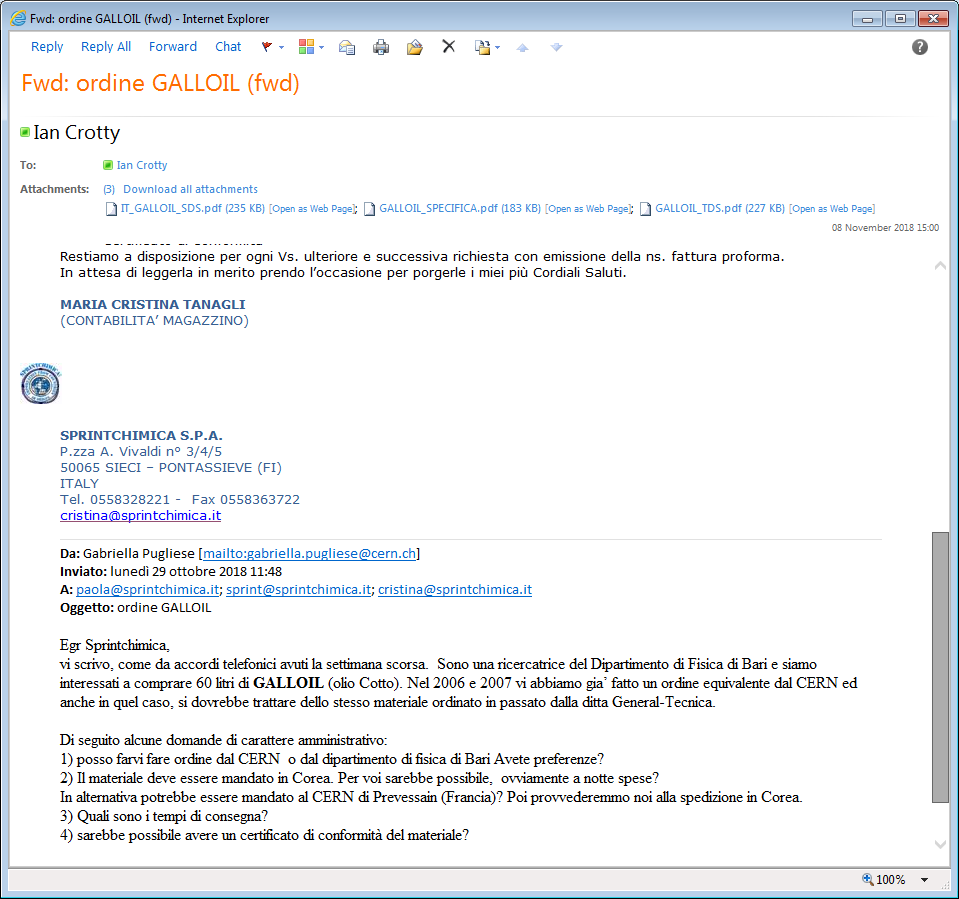 Fwd: ordine GALLOIL (fwd) - Internet Explorer
Reply Reply All Forward Chat
Fwd: ordine GALLOIL (fwd)
Ian Crotty
To: Ian Crotty
Attachments: (3) Download all attachments
IT_GALLOIL_SDS.pdf (235 KB) [Open as Web Page]; GALLOIL_SPECIFICA.pdf (183 KB) [Open as Web Page]; GALLOIL_TDS.pdf (227 KB) [Open as Web Page]
08 November 2018 15:00
Restiamo a disposizione per ogni Vs. ulteriore e successiva richiesta con emissione della ns. fattura proforma.
In attesa di leggerla in merito prendo l’occasione per porgerle i miei più Cordiali Saluti.
MARIA CRISTINA TANAGLI
(CONTABILITA’ MAGAZZINO)
SPRINTCHIMICA S.P.A.
P.zza A. Vivaldi n° 3/4/5
50065 SIECI – PONTASSIEVE (FI)
ITALY
Tel. 0558328221 - Fax 0558363722
cristina@sprintchimica.it
Da: Gabriella Pugliese [mailto:gabriella.pugliese@cern.ch]
Inviato: lunedì 29 ottobre 2018 11:48
A: paola@sprintchimica.it; sprint@sprintchimica.it; cristina@sprintchimica.it
Oggetto: ordine GALLOIL
Egr Sprintchimica,
vi scrivo, come da accordi telefonici avuti la settimana scorsa. Sono una ricercatrice del Dipartimento di Fisica di Bari e siamo
interessati a comprare 60 litri di GALLOIL (olio Cotto). Nel 2006 e 2007 vi abbiamo gia’ fatto un ordine equivalente dal CERN ed
anche in quel caso, si dovrebbe trattare dello stesso materiale ordinato in passato dalla ditta General-Tecnica.
Di seguito alcune domande di carattere amministrativo:
1) posso farvi fare ordine dal CERN o dal dipartimento di fisica di Bari Avete preferenze?
2) Il materiale deve essere mandato in Corea. Per voi sarebbe possibile, ovviamente a notte spese?
In alternativa potrebbe essere mandato al CERN di Prevessain (Francia)? Poi provvederemmo noi alla spedizione in Corea.
3) Quali sono i tempi di consegna?
4) sarebbe possibile avere un certificato di conformità del materiale?
100%